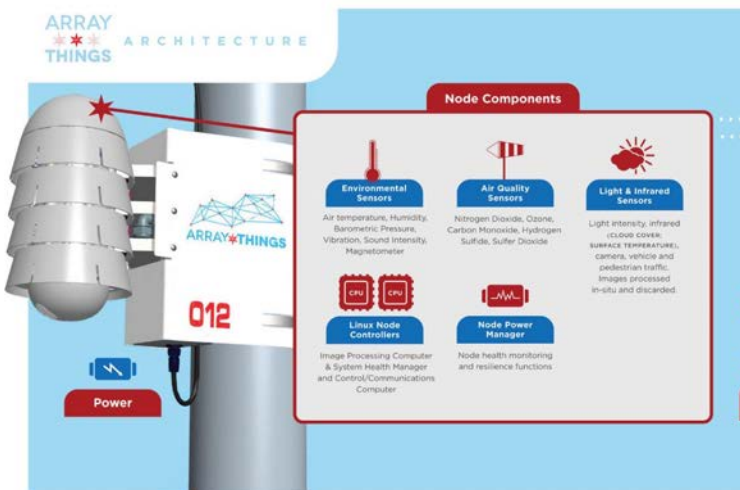 ARRAY
THINGS
ARCHITECTURE
Node Components
Environmental
Sensors
Air temperature, Humidity,
Barometric Pressure,
Vibration, Sound Intensity,
Magnetometer
Air Quality
Sensors
Nitrogen Dioxide, Ozone,
Carbon Monoxide, Hydrogen
Sulfide, Sulfer Dioxide
Light & Infrared
Sensors
Light intensity, infrared
(CLOUD COVER,
SURFACE TEMPERATURE),
camera, vehicle and
pedestrian traffic.
Images processed
in-situ and discarded.
CPU CPU
Linux Node
Controllers
Image Processing Computer
& System Health Manager
and Control/Communications
Computer
Node Power
Manager
Node health monitoring
and resilience functions
ARRAY THINGS
012
Power